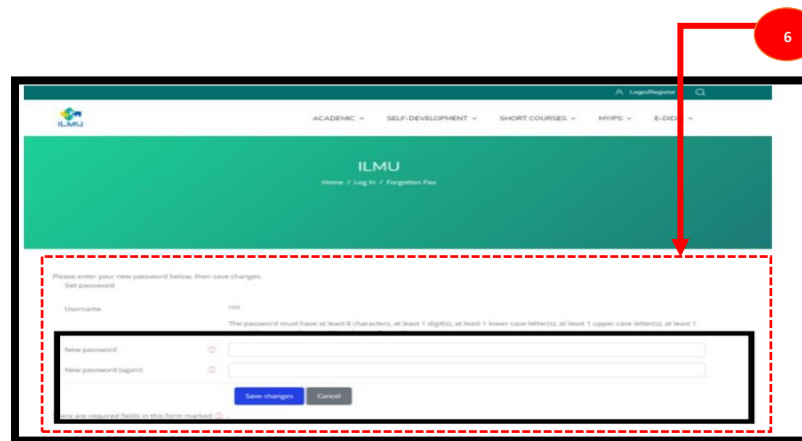 6
Login/Register
ILMU
ACADEMIC SELF-DEVELOPMENT SHORT COURSES MYIPS
ILMU
Home / Log In / Forgotten Pas
Please enter your new password below, then save changes.
Set password
Username
The password must have at least 8 characters, at least 1 digit(s), at least 1 lower case letter(s), at least 1 upper case letter(s), at least 1
New password
New password (again)
Save changes Cancel
are required fields in this form marked